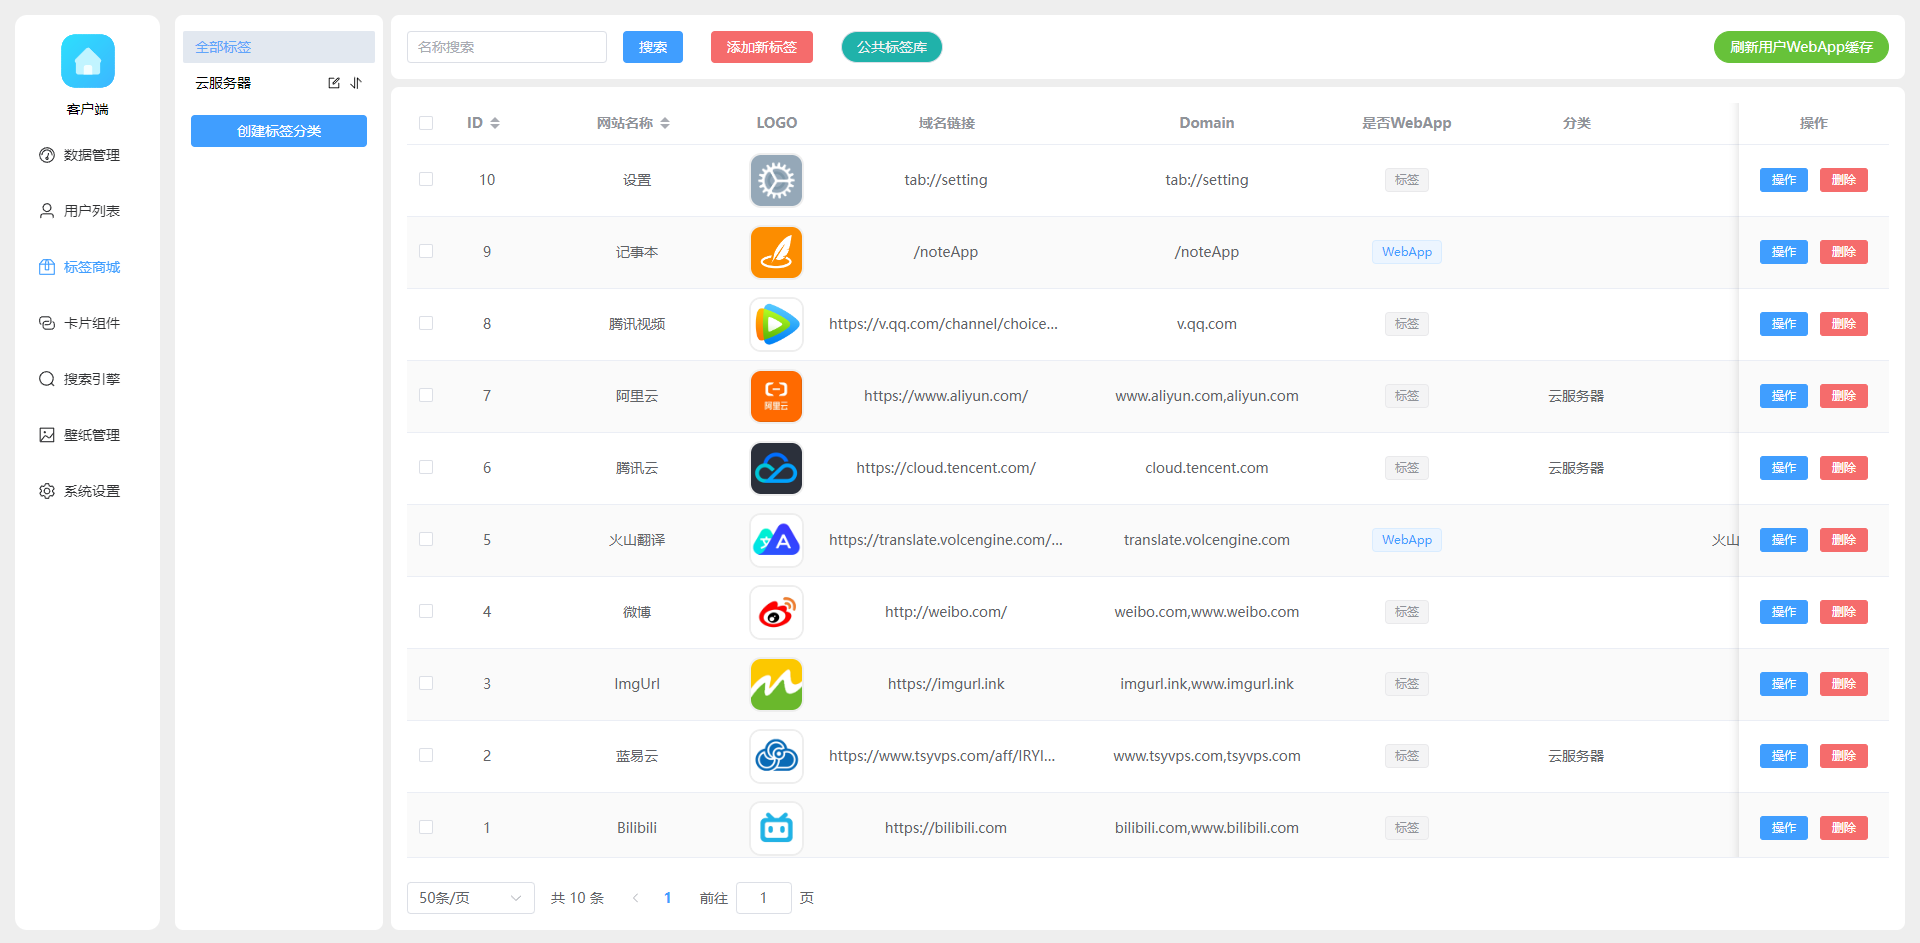 客户端
数据管理
用户列表
标签商城
卡片组件
搜索引擎
壁纸管理
系统设置
全部标签
云服务器
创建标签分类
名称搜索 搜索 添加新标签 公共标签库 刷新用户WebApp缓存
ID 网站名称 LOGO 域名链接 Domain 是否WebApp 分类 操作
10 设置 tab://setting tab://setting 标签 操作 删除
9 记事本 /noteApp /noteApp WebApp 操作 删除
8 腾讯视频 https://v.qq.com/channel/choice... v.qq.com 标签 操作 删除
7 阿里云 阿里云 https://www.aliyun.com/ www.aliyun.com,aliyun.com 标签 云服务器 操作 删除
6 腾讯云 https://cloud.tencent.com/ cloud.tencent.com 标签 云服务器 操作 删除
5 火山翻译 文 A https://translate.volcengine.com/... translate.volcengine.com WebApp 火山 操作 删除
4 微博 http://weibo.com/ weibo.com,www.weibo.com 标签 操作 删除
3 ImgUrl https://imgurl.ink imgurl.ink,www.imgurl.ink 标签 操作 删除
2 蓝易云 https://www.tsyvps.com/aff/IRYI... www.tsyvps.com,tsyvps.com 标签 云服务器 操作 删除
1 Bilibili https://bilibili.com bilibili.com,www.bilibili.com 标签 操作 删除
50条/页 共 10 条 1 前往 1 页